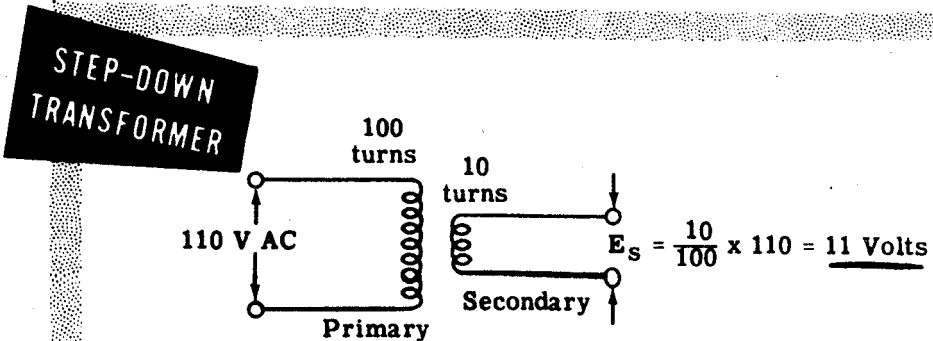 STEP-DOWN
TRANSFORMER
100
turns
10
turns
110 V AC
E_s = 10/100 x 110 = 11 Volts
Secondary
Primary